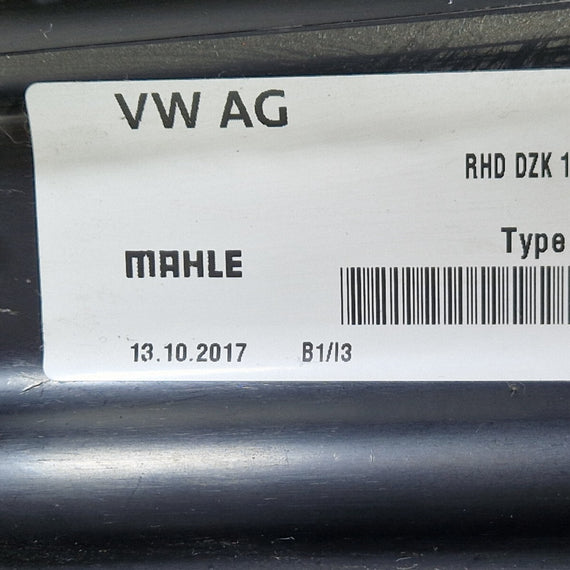 VW AG
RHD DZK 1
Type
MAHLE
13.10.2017 B1/I3